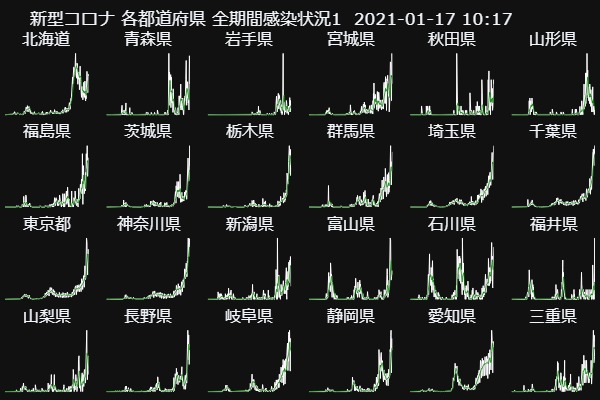 新型コロナ 各都道府県 全期間感染状況1 2021-01-17 10:17
北海道 青森県 岩手県 宮城県 秋田県 山形県
福島県 茨城県 栃木県 群馬県 埼玉県 千葉県
東京都 神奈川県 新潟県 富山県 石川県 福井県
山梨県 長野県 岐阜県 静岡県 愛知県 三重県